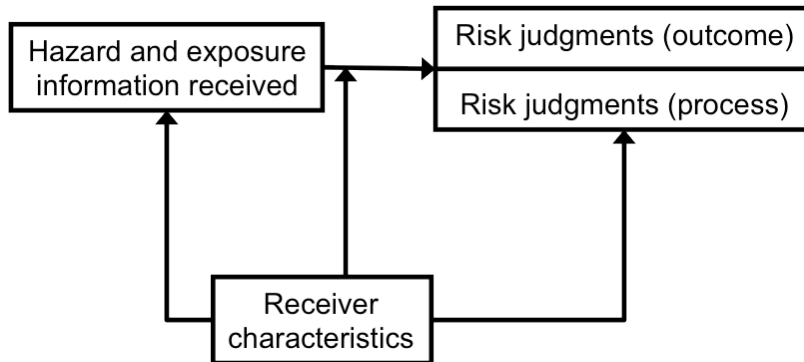 Hazard and exposure
information received
Risk judgments (outcome)
Risk judgments (process)
Receiver
characteristics